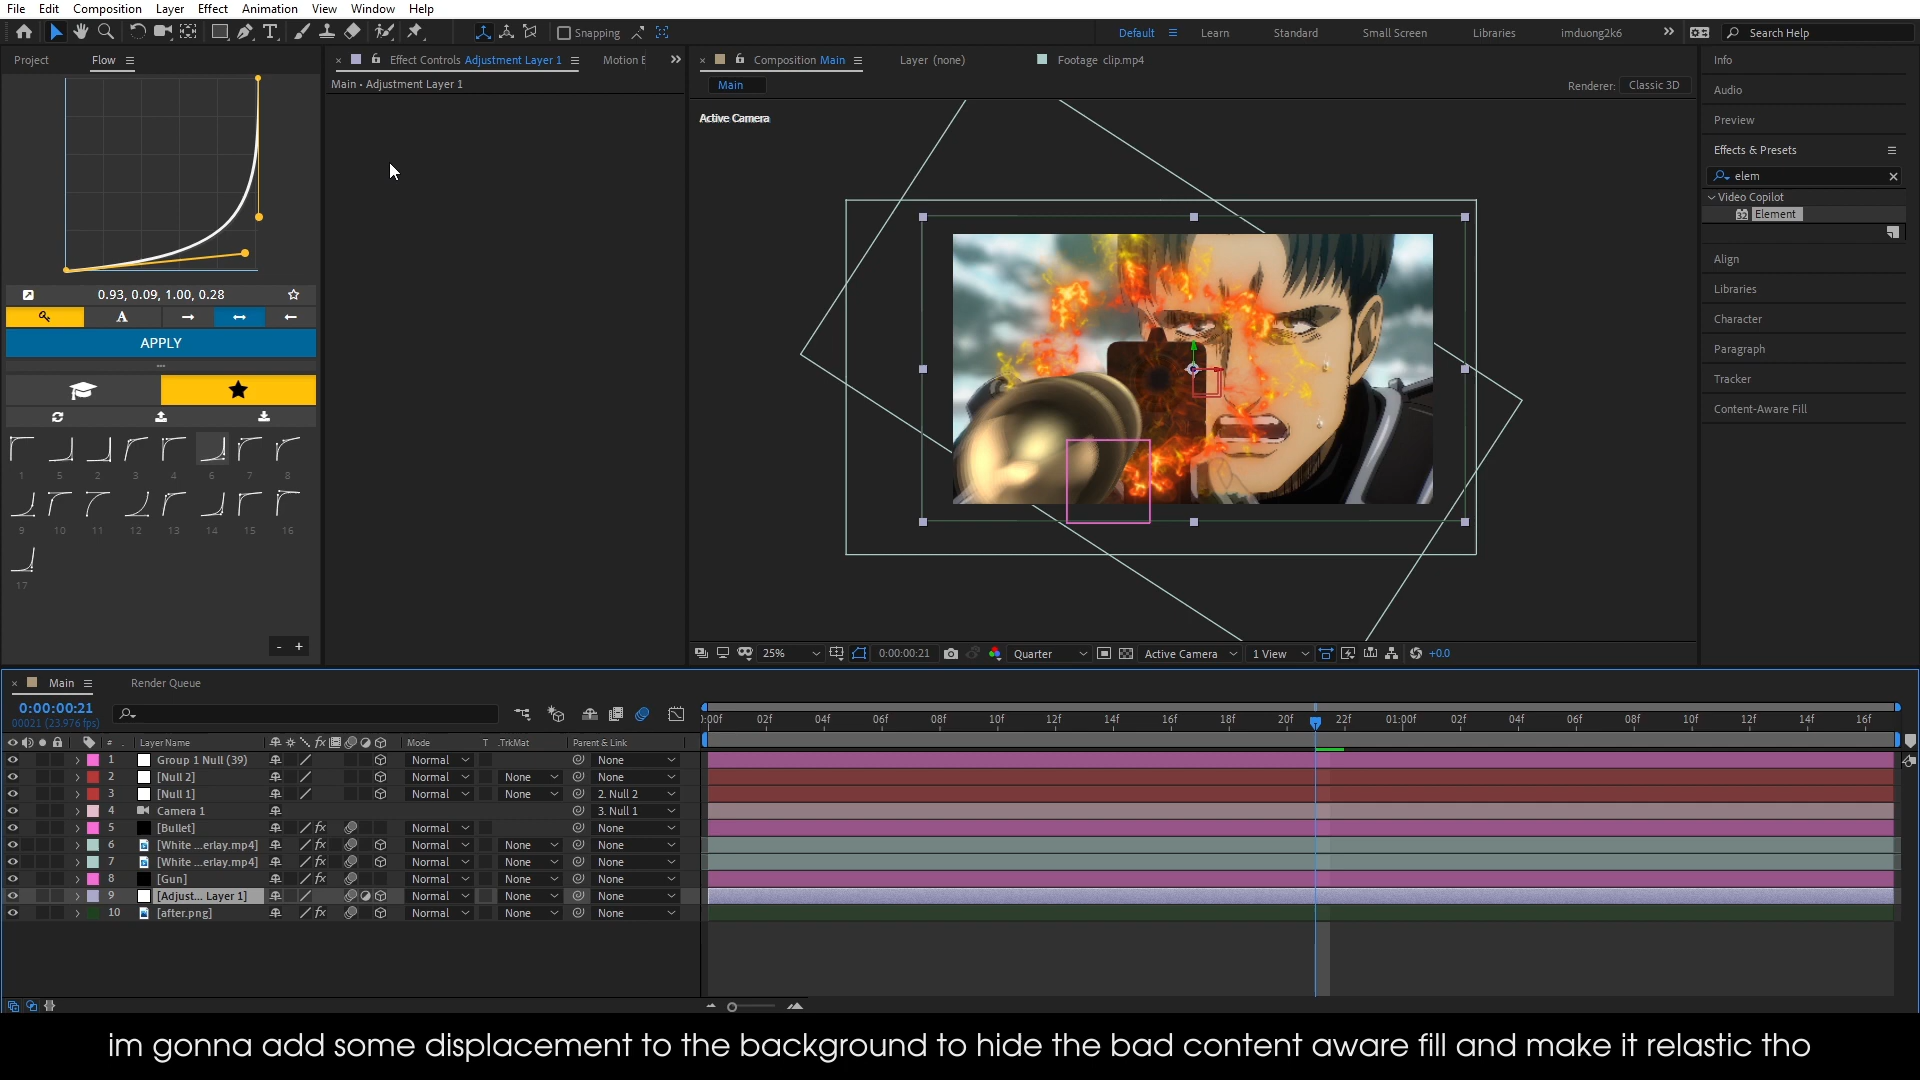 File Edit Composition Layer Effect Animation View Window Help
Snapping Default Learn Standard Small Screen Libraries imduong2k6 Search Help
Project Flow Effect Controls Adjustment Layer 1 Motion E Composition Main Layer (none) Footage clip.mp4 Info
Main • Adjustment Layer 1 Main Renderer: Classic 3D Audio
Active Camera Preview
Effects & Presets
elem
Video Copilot
32 Element
Align
Libraries
Character
Paragraph
Tracker
Content-Aware Fill
0.93, 0.09, 1.00, 0.28
A
APPLY
1 5 2 3 4 6 7 8
9 10 11 12 13 14 15 16
17
- +
25% 0:00:00:21 Quarter Active Camera 1 View +0.0
Main Render Queue
0:00:00:21
00021 (23.976 fps)
:00f 02f 04f 06f 08f 10f 12f 14f 16f 18f 20f 22f 01:00f 02f 04f 06f 08f 10f 12f 14f 16f
# Layer Name fx Mode T .TrkMat Parent & Link
1 Group 1 Null (39) Normal None
2 [Null 2] Normal None None
3 [Null 1] Normal None 2. Null 2
4 Camera 1 3. Null 1
5 [Bullet] fx Normal None
6 [White ...erlay.mp4] fx Normal None None
7 [White ...erlay.mp4] fx Normal None None
8 [Gun] fx Normal None None
9 [Adjust... Layer 1] Normal None None
10 [after.png] fx Normal None None
im gonna add some displacement to the background to hide the bad content aware fill and make it relastic tho